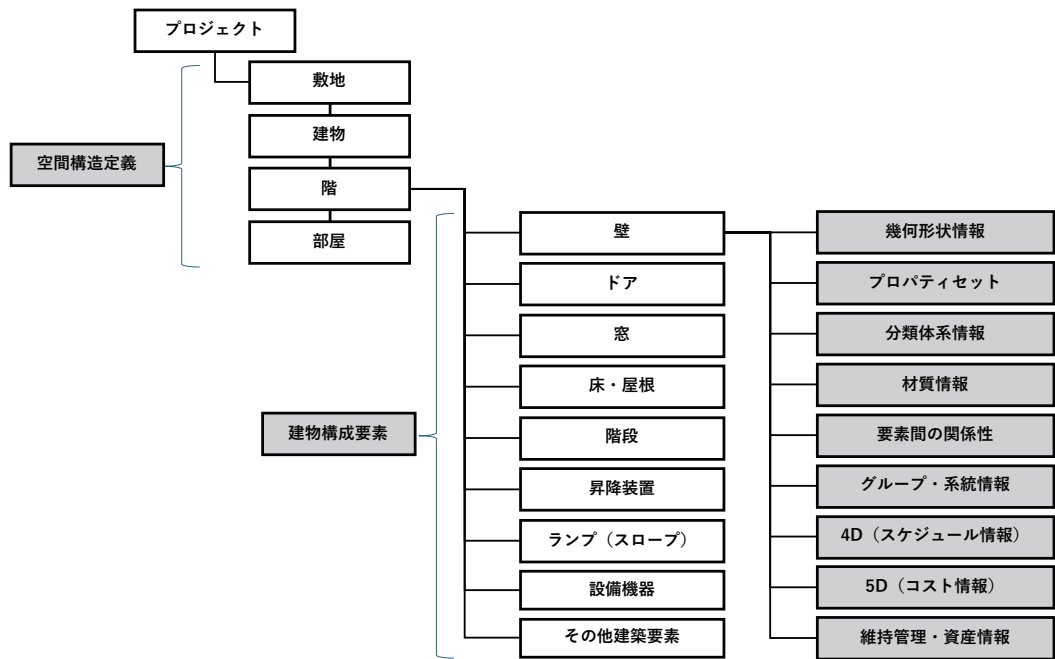 プロジェクト
敷地
建物
空間構造定義
階
部屋
壁
ドア
窓
床・屋根
建物構成要素
階段
昇降装置
ランプ（スロープ）
設備機器
その他建築要素
幾何形状情報
プロパティセット
分類体系情報
材質情報
要素間の関係性
グループ・系統情報
4D（スケジュール情報）
5D（コスト情報）
維持管理・資産情報